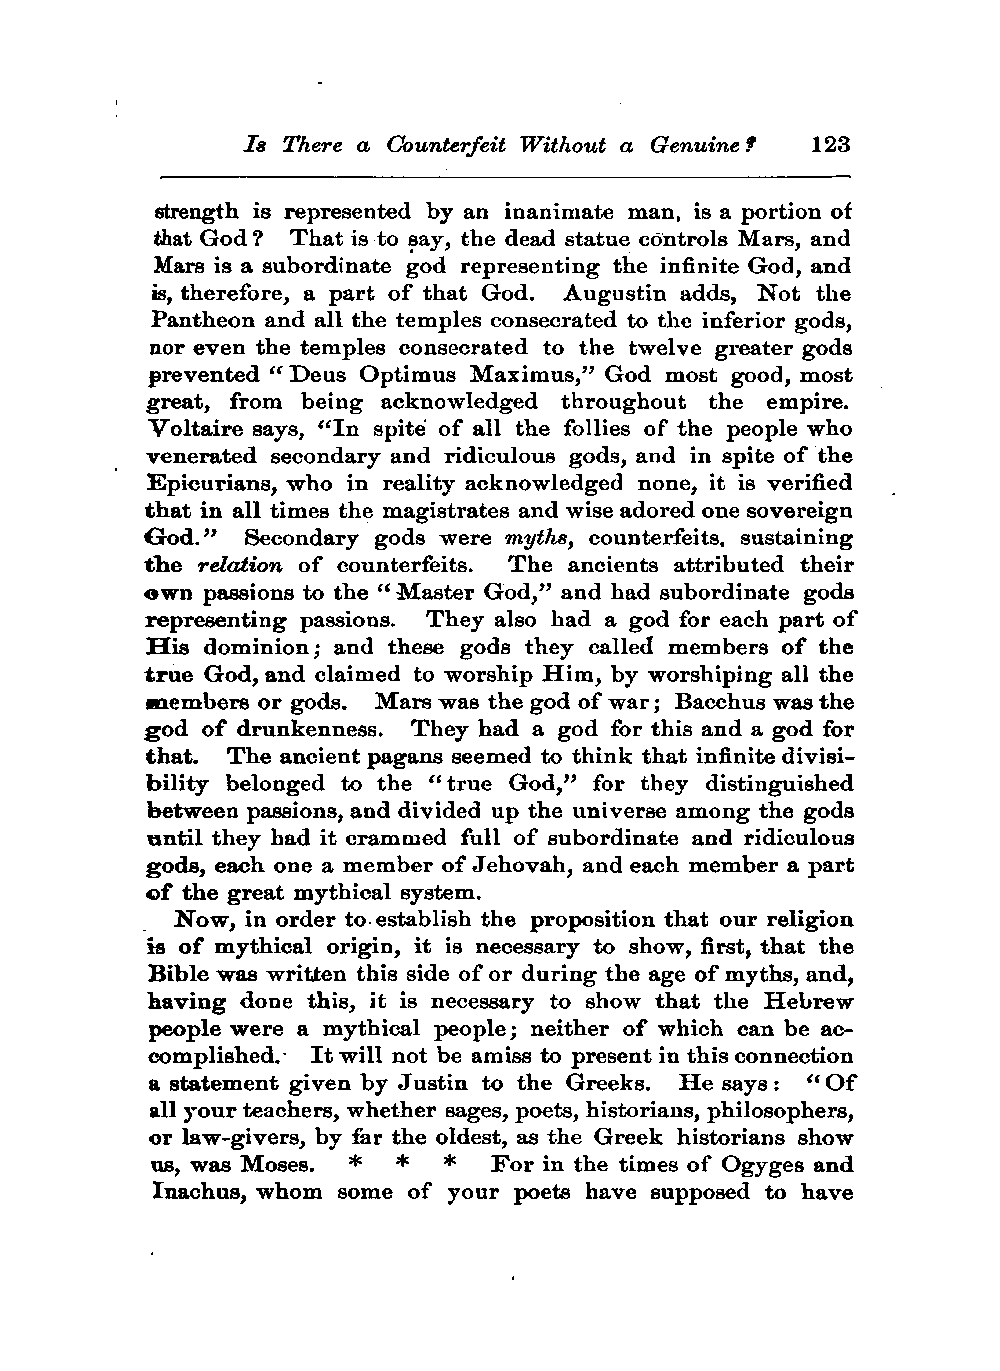 Is There a Counterfeit Without a Genuine? 123
strength is represented by an inanimate man, is a portion of
that God? That is to say, the dead statue controls Mars, and
Mars is a subordinate god representing the infinite God, and
is, therefore, a part of that God. Augustin adds, Not the
Pantheon and all the temples consecrated to the inferior gods,
nor even the temples consecrated to the twelve greater gods
prevented "Deus Optimus Maximus," God most good, most
great, from being acknowledged throughout the empire.
Voltaire says, "In spite of all the follies of the people who
venerated secondary and ridiculous gods, and in spite of the
Epicurians, who in reality acknowledged none, it is verified
that in all times the magistrates and wise adored one sovereign
God." Secondary gods were myths, counterfeits, sustaining
the relation of counterfeits. The ancients attributed their
own passions to the "Master God," and had subordinate gods
representing passions. They also had a god for each part of
His dominion; and these gods they called members of the
true God, and claimed to worship Him, by worshiping all the
members or gods. Mars was the god of war; Bacchus was the
god of drunkenness. They had a god for this and a god for
that. The ancient pagans seemed to think that infinite divisi-
bility belonged to the "true God," for they distinguished
between passions, and divided up the universe among the gods
until they had it crammed full of subordinate and ridiculous
gods, each one a member of Jehovah, and each member a part
of the great mythical system.
Now, in order to establish the proposition that our religion
is of mythical origin, it is necessary to show, first, that the
Bible was written this side of or during the age of myths, and,
having done this, it is necessary to show that the Hebrew
people were a mythical people; neither of which can be ac-
complished. It will not be amiss to present in this connection
a statement given by Justin to the Greeks. He says: "Of
all your teachers, whether sages, poets, historians, philosophers,
or law-givers, by far the oldest, as the Greek historians show
us, was Moses. * * * For in the times of Ogyges and
Inachus, whom some of your poets have supposed to have